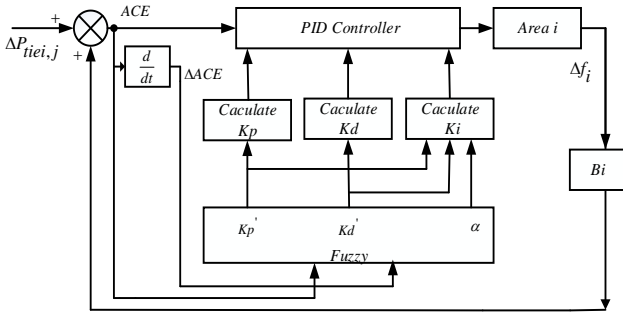 ACE
+
PID Controller
Area i
ΔP_tiei,j
+
d
dt
ΔACE
Δf_i
Caculate
Kp
Caculate
Kd
Caculate
Ki
Bi
Kp'
Kd'
α
Fuzzy